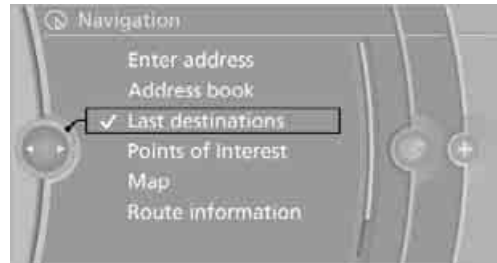 Navigation
Enter address
Address book
Last destinations
Points of Interest
Map
Route information